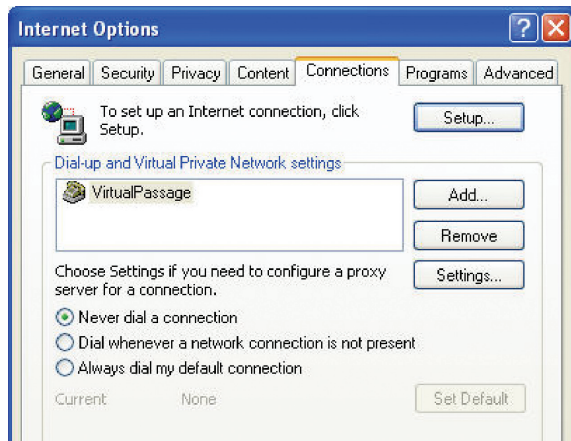 Internet Options
General Security Privacy Content Connections Programs Advanced
To set up an Internet connection, click
Setup.
Setup...
Dial-up and Virtual Private Network settings
VirtualPassage
Add...
Remove
Choose Settings if you need to configure a proxy
server for a connection.
Settings...
Never dial a connection
Dial whenever a network connection is not present
Always dial my default connection
Current None
Set Default